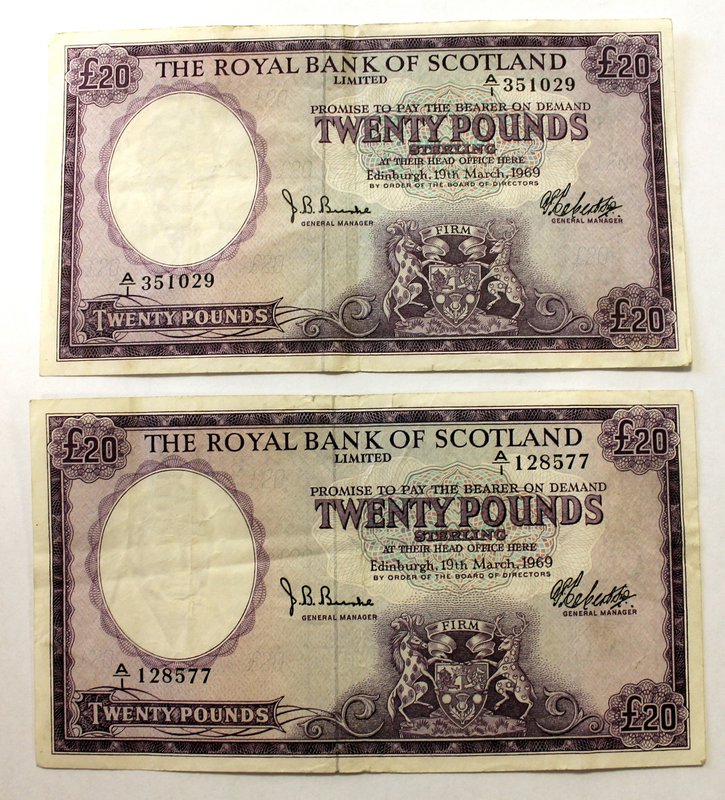 £20 THE ROYAL BANK OF SCOTLAND £20
LIMITED A/1 351029
PROMISE TO PAY THE BEARER ON DEMAND
TWENTY POUNDS
STERLING
AT THEIR HEAD OFFICE HERE
Edinburgh, 19th March, 1969
BY ORDER OF THE BOARD OF DIRECTORS
J. B. Burke
GENERAL MANAGER GENERAL MANAGER
FIRM
A/1 351029
TWENTY POUNDS £20
£20 THE ROYAL BANK OF SCOTLAND £20
LIMITED A/1 128577
PROMISE TO PAY THE BEARER ON DEMAND
TWENTY POUNDS
STERLING
AT THEIR HEAD OFFICE HERE
Edinburgh, 19th March, 1969
BY ORDER OF THE BOARD OF DIRECTORS
J. B. Burke
GENERAL MANAGER GENERAL MANAGER
FIRM
A/1 128577
TWENTY POUNDS £20